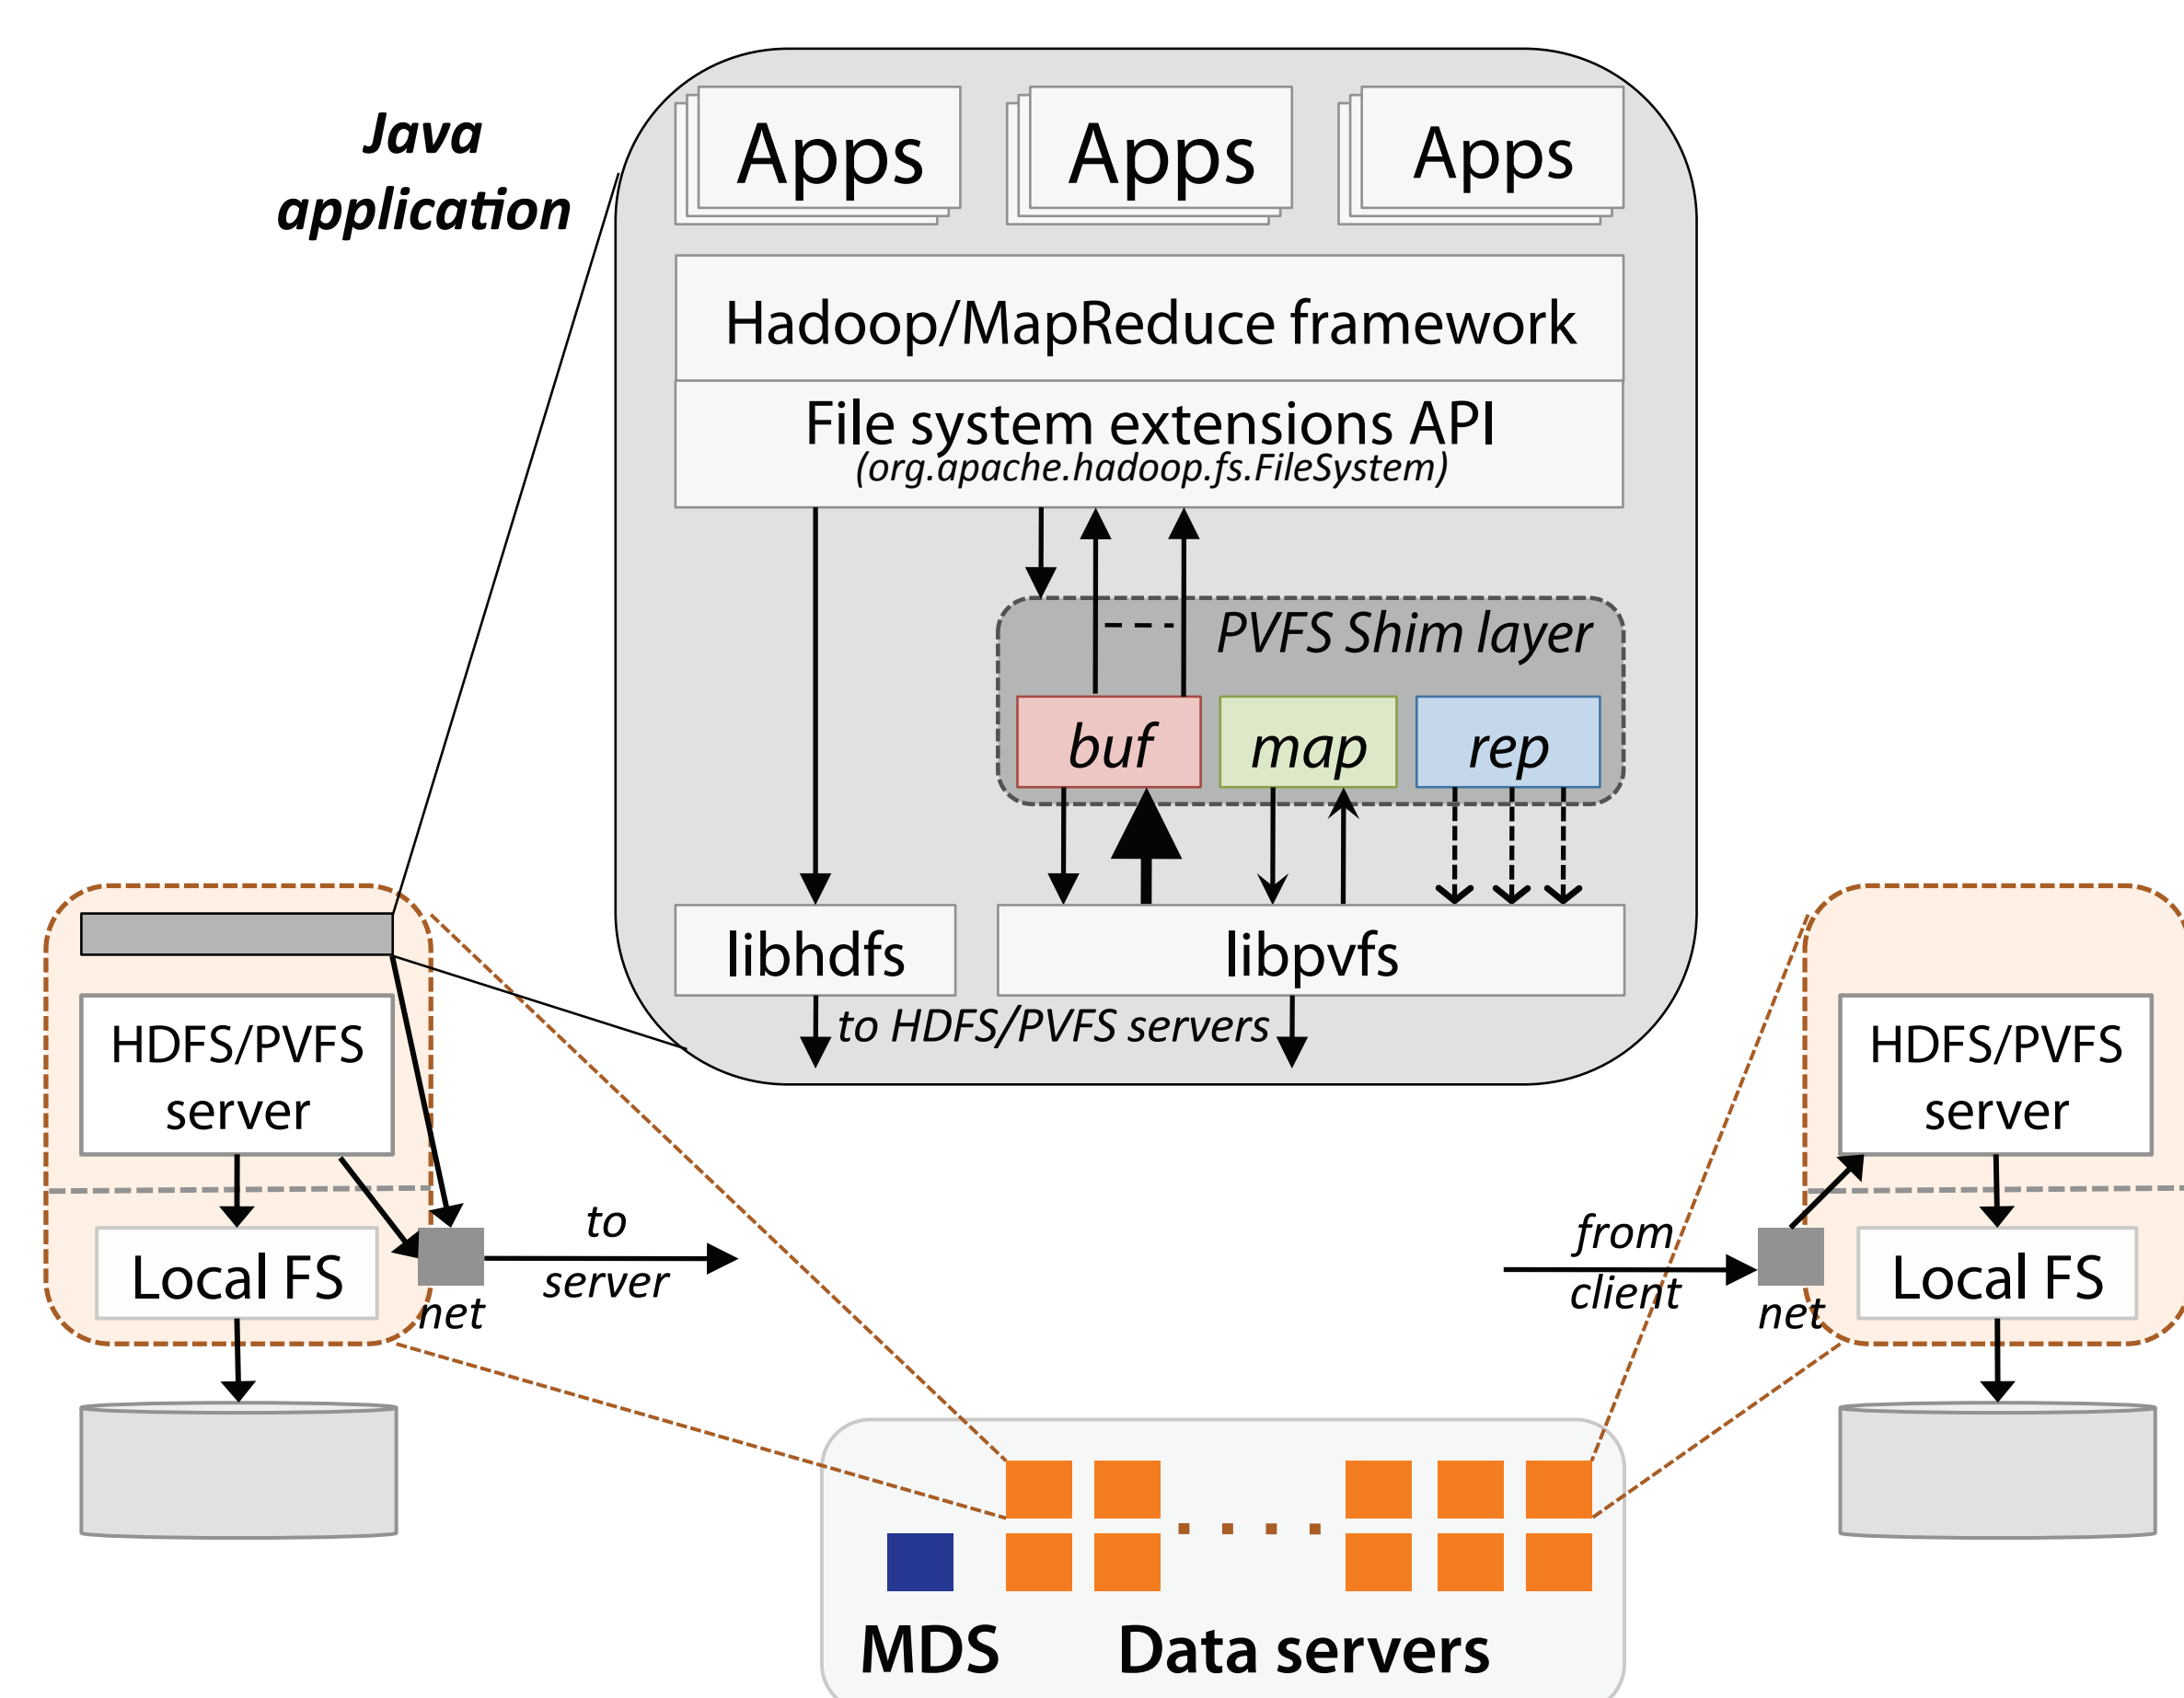 Java
application
Apps
Apps
Apps
Hadoop/MapReduce framework
File system extensions API
(org.apache.hadoop.fs.FileSystem)
PVFS Shim layer
buf
map
rep
libhdfs
libpvfs
to HDFS/PVFS servers
HDFS/PVFS
server
Local FS
net
to
server
from
client
net
HDFS/PVFS
server
Local FS
MDS
Data servers